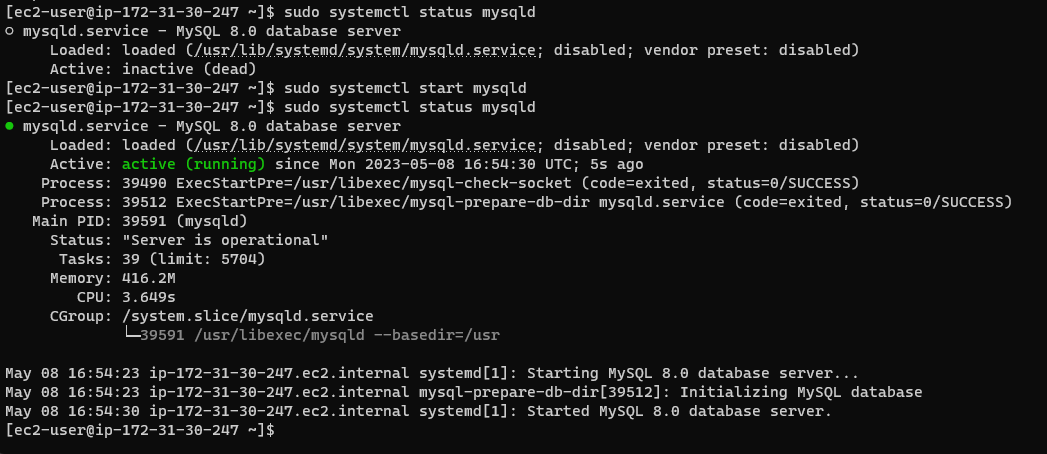 [ec2-user@ip-172-31-30-247 ~]$ sudo systemctl status mysqld
○ mysqld.service - MySQL 8.0 database server
     Loaded: loaded (/usr/lib/systemd/system/mysqld.service; disabled; vendor preset: disabled)
     Active: inactive (dead)
[ec2-user@ip-172-31-30-247 ~]$ sudo systemctl start mysqld
[ec2-user@ip-172-31-30-247 ~]$ sudo systemctl status mysqld
● mysqld.service - MySQL 8.0 database server
     Loaded: loaded (/usr/lib/systemd/system/mysqld.service; disabled; vendor preset: disabled)
     Active: active (running) since Mon 2023-05-08 16:54:30 UTC; 5s ago
    Process: 39490 ExecStartPre=/usr/libexec/mysql-check-socket (code=exited, status=0/SUCCESS)
    Process: 39512 ExecStartPre=/usr/libexec/mysql-prepare-db-dir mysqld.service (code=exited, status=0/SUCCESS)
   Main PID: 39591 (mysqld)
     Status: "Server is operational"
      Tasks: 39 (limit: 5704)
     Memory: 416.2M
        CPU: 3.649s
     CGroup: /system.slice/mysqld.service
             └─39591 /usr/libexec/mysqld --basedir=/usr

May 08 16:54:23 ip-172-31-30-247.ec2.internal systemd[1]: Starting MySQL 8.0 database server...
May 08 16:54:23 ip-172-31-30-247.ec2.internal mysql-prepare-db-dir[39512]: Initializing MySQL database
May 08 16:54:30 ip-172-31-30-247.ec2.internal systemd[1]: Started MySQL 8.0 database server.
[ec2-user@ip-172-31-30-247 ~]$